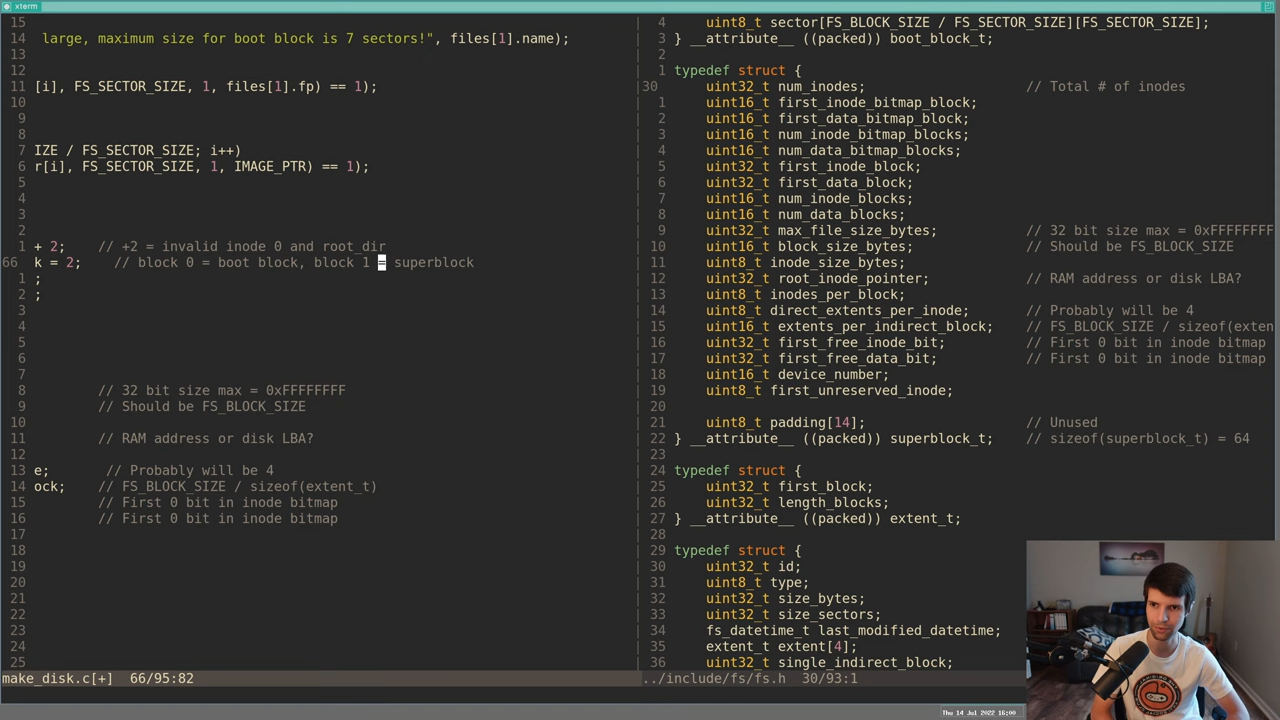 xterm
15
14 large, maximum size for boot block is 7 sectors!", files[1].name);
13
12
11 [i], FS_SECTOR_SIZE, 1, files[1].fp) == 1);
10
9
8
7 IZE / FS_SECTOR_SIZE; i++)
6 r[i], FS_SECTOR_SIZE, 1, IMAGE_PTR) == 1);
5
4
3
2
1 + 2; // +2 = invalid inode 0 and root_dir
66 k = 2; // block 0 = boot block, block 1 = superblock
1 ;
2 ;
3
4
5
6
7
8 // 32 bit size max = 0xFFFFFFFF
9 // Should be FS_BLOCK_SIZE
10
11 // RAM address or disk LBA?
12
13 e; // Probably will be 4
14 ock; // FS_BLOCK_SIZE / sizeof(extent_t)
15 // First 0 bit in inode bitmap
16 // First 0 bit in inode bitmap
17
18
19
20
21
22
23
24
25
make_disk.c[+] 66/95:82
4 uint8_t sector[FS_BLOCK_SIZE / FS_SECTOR_SIZE][FS_SECTOR_SIZE];
3 } __attribute__ ((packed)) boot_block_t;
2
1 typedef struct {
30 uint32_t num_inodes; // Total # of inodes
1 uint16_t first_inode_bitmap_block;
2 uint16_t first_data_bitmap_block;
3 uint16_t num_inode_bitmap_blocks;
4 uint16_t num_data_bitmap_blocks;
5 uint32_t first_inode_block;
6 uint32_t first_data_block;
7 uint16_t num_inode_blocks;
8 uint16_t num_data_blocks;
9 uint32_t max_file_size_bytes; // 32 bit size max = 0xFFFFFFFF
10 uint16_t block_size_bytes; // Should be FS_BLOCK_SIZE
11 uint8_t inode_size_bytes;
12 uint32_t root_inode_pointer; // RAM address or disk LBA?
13 uint8_t inodes_per_block;
14 uint8_t direct_extents_per_inode; // Probably will be 4
15 uint16_t extents_per_indirect_block; // FS_BLOCK_SIZE / sizeof(exten
16 uint32_t first_free_inode_bit; // First 0 bit in inode bitmap
17 uint32_t first_free_data_bit; // First 0 bit in inode bitmap
18 uint16_t device_number;
19 uint8_t first_unreserved_inode;
20
21 uint8_t padding[14]; // Unused
22 } __attribute__ ((packed)) superblock_t; // sizeof(superblock_t) = 64
23
24 typedef struct {
25 uint32_t first_block;
26 uint32_t length_blocks;
27 } __attribute__ ((packed)) extent_t;
28
29 typedef struct {
30 uint32_t id;
31 uint8_t type;
32 uint32_t size_bytes;
33 uint32_t size_sectors;
34 fs_datetime_t last_modified_datetime;
35 extent_t extent[4];
36 uint32_t single_indirect_block;
../include/fs/fs.h 30/93:1
Thu 14 Jul 2022 16:00